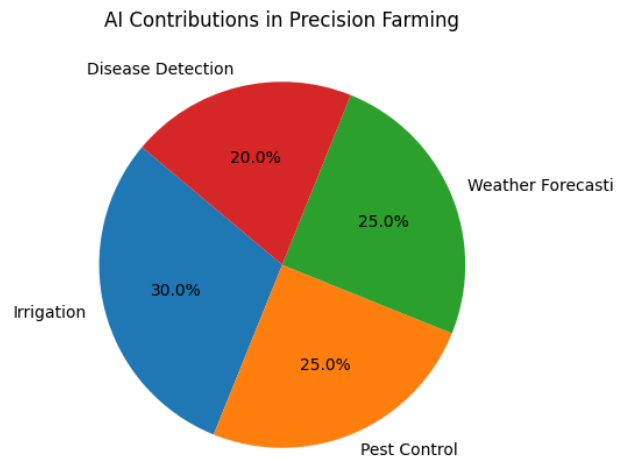 AI Contributions in Precision Farming
Disease Detection
20.0%
Weather Forecasti
25.0%
30.0%
Irrigation
25.0%
Pest Control